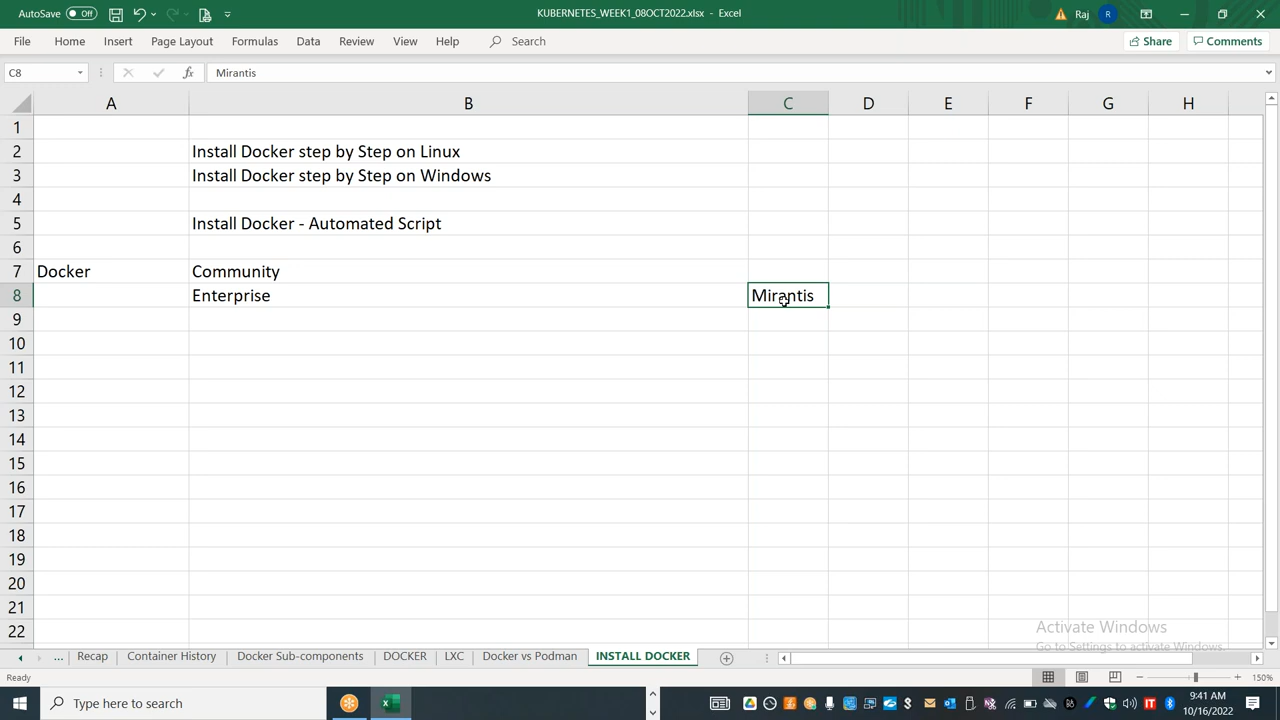 AutoSave Off KUBERNETES_WEEK1_08OCT2022.xlsx - Excel Raj R
File Home Insert Page Layout Formulas Data Review View Help Search Share Comments
C8 fx Mirantis
A B C D E F G H
1
2 Install Docker step by Step on Linux
3 Install Docker step by Step on Windows
4
5 Install Docker - Automated Script
6
7 Docker Community
8 Enterprise Mirantis
9
10
11
12
13
14
15
16
17
18
19
20
21
22
Activate Windows
Go to Settings to activate Windows.
... Recap Container History Docker Sub-components DOCKER LXC Docker vs Podman INSTALL DOCKER
Ready 150%
Type here to search 9:41 AM
10/16/2022